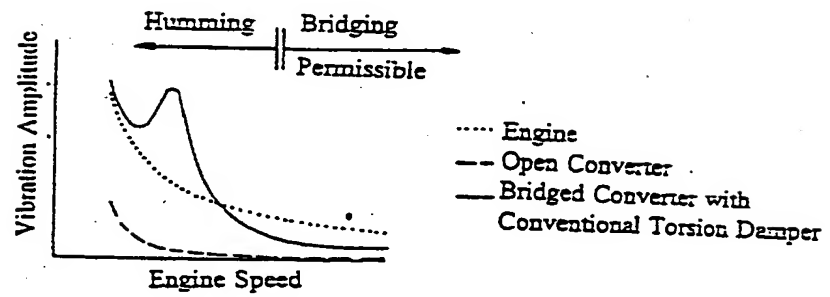 Humming
Bridging
Permissible
Vibration Amplitude
Engine
Open Converter
Bridged Converter with
Conventional Torsion Damper
Engine Speed